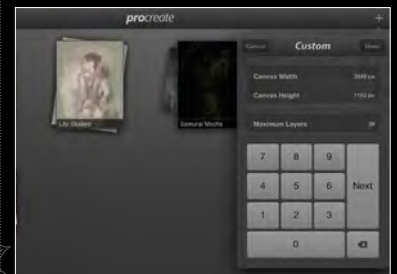 procreate
+
Cancel Custom Done
Canvas Width
Canvas Height
Life Studies
Samurai Mechs
Maximum Layers
7 8 9
4 5 6 Next
1 2 3
0